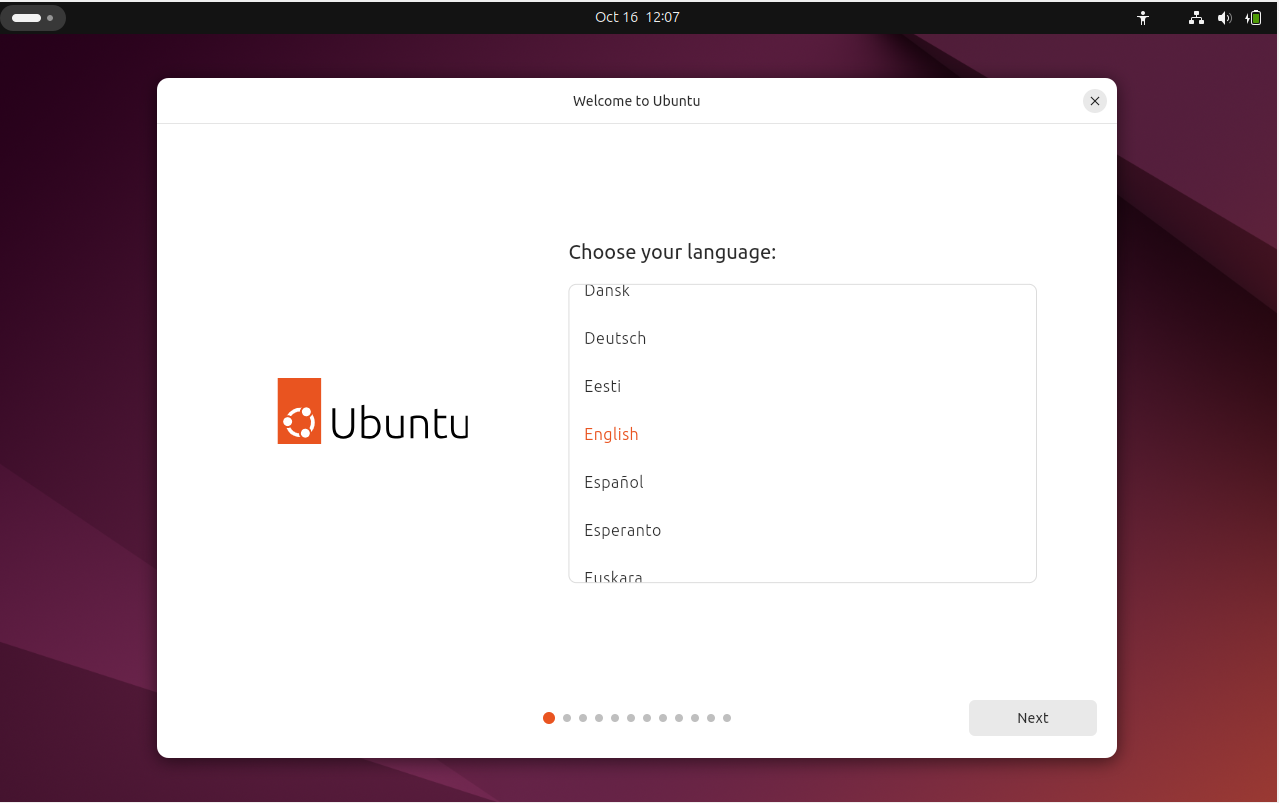 Oct 16 12:07
Welcome to Ubuntu
Choose your language:
Dansk
Deutsch
Eesti
English
Español
Esperanto
Euskara
Ubuntu
Next